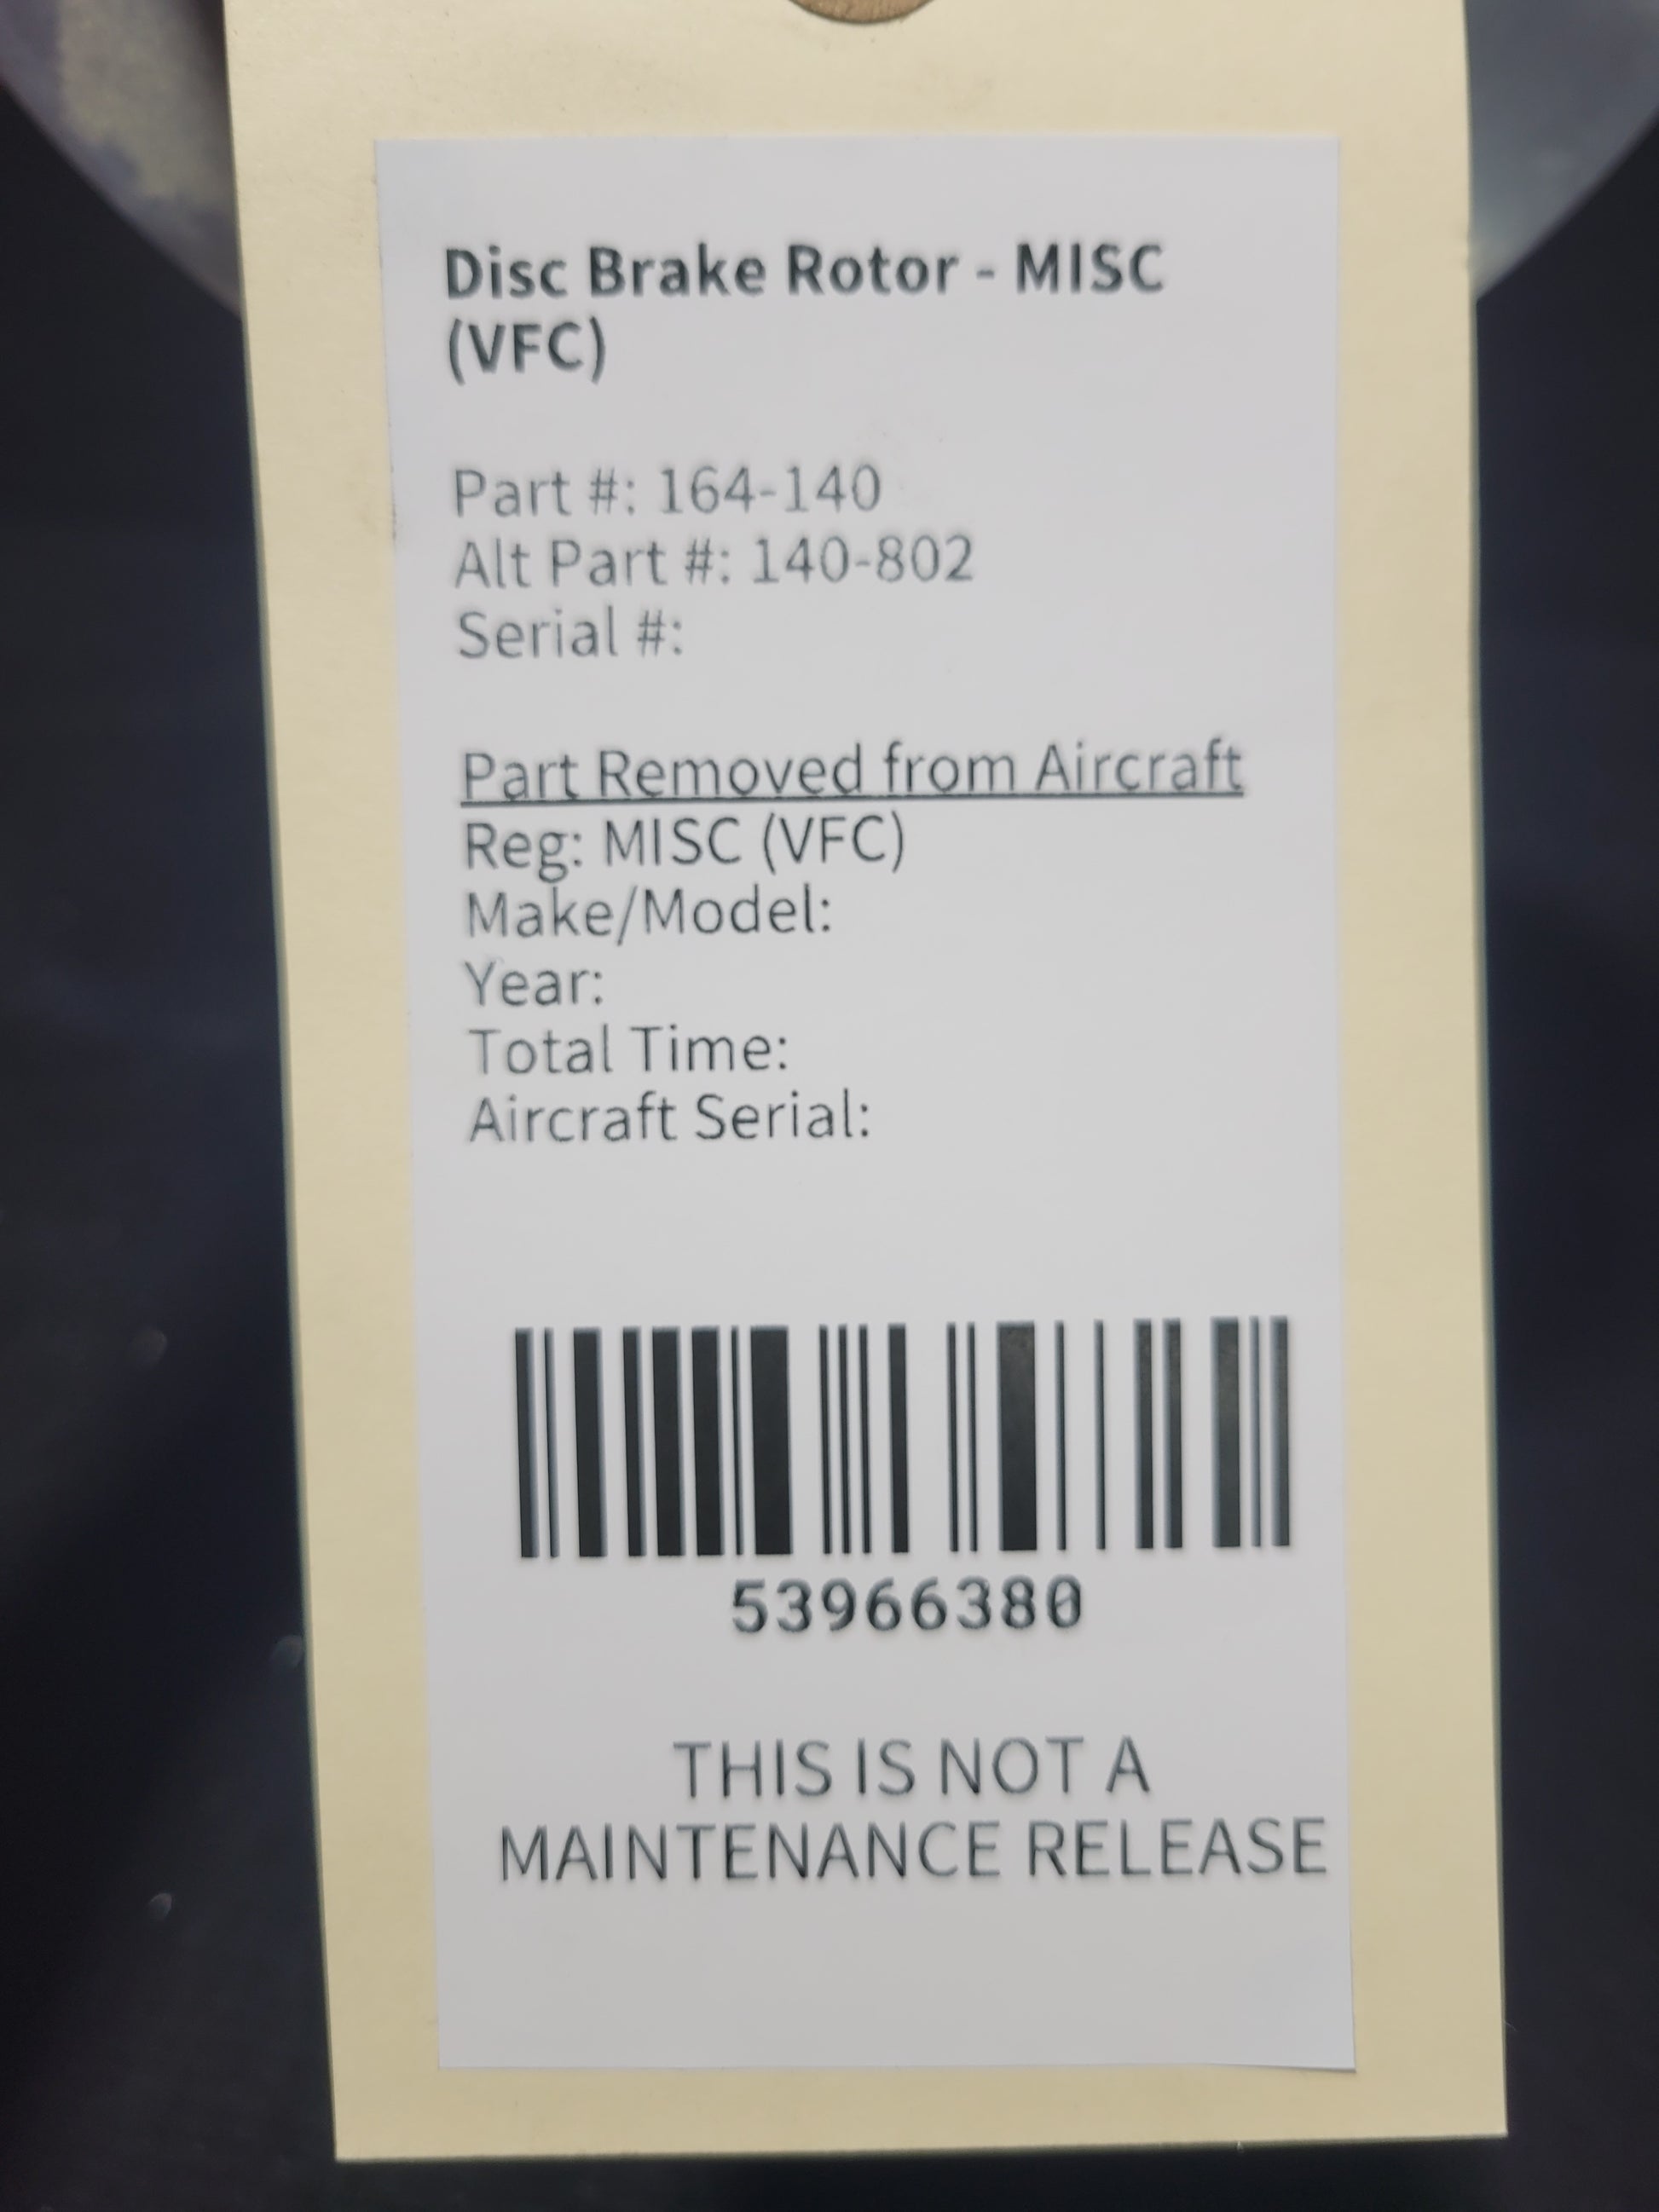 Disc Brake Rotor - MISC
(VFC)
Part #: 164-140
Alt Part #: 140-802
Serial #:
Part Removed from Aircraft
Reg: MISC (VFC)
Make/Model:
Year:
Total Time:
Aircraft Serial:
53966380
THIS IS NOT A
MAINTENANCE RELEASE